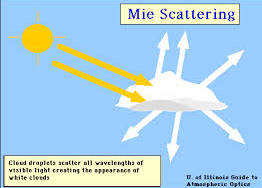 Mie Scattering
Cloud droplets scatter all wavelengths of
visible light creating the appearance of
white clouds
U. of Illinois Guide to
Atmospheric Optics